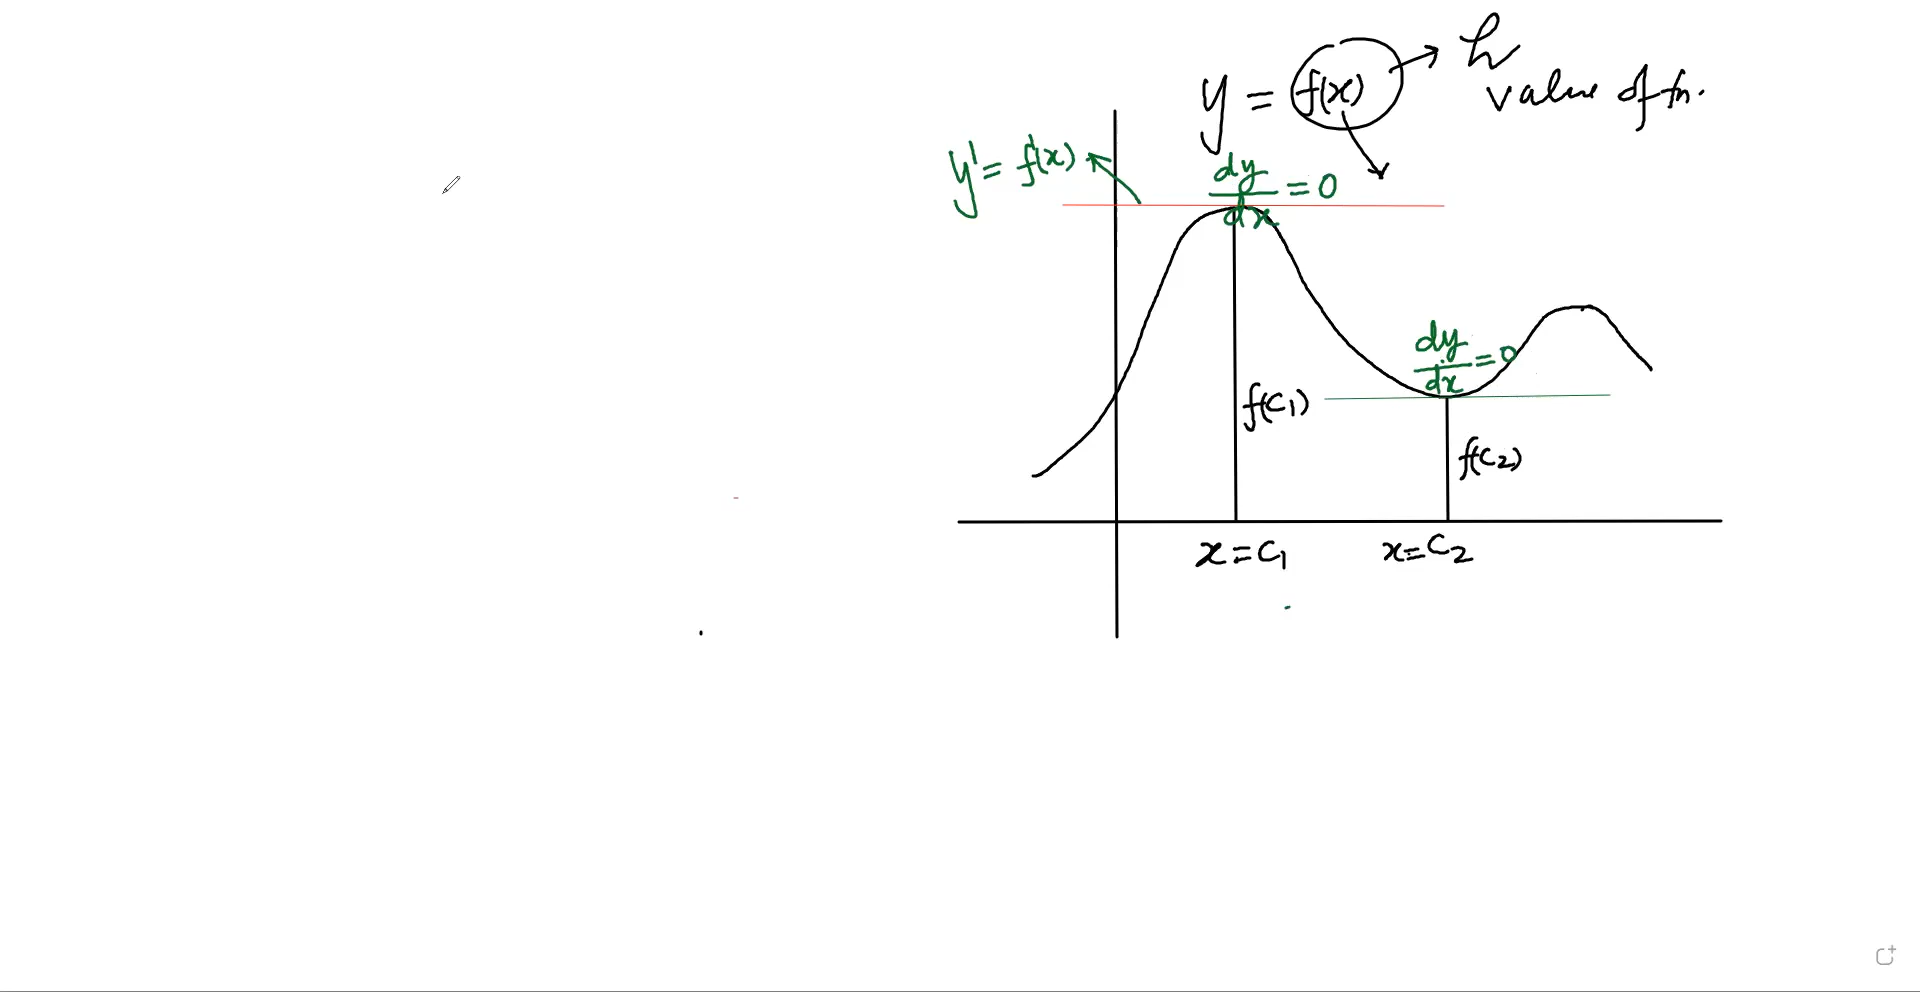 h
y = f(x)
value of fn.
y' = f'(x)
dy/dx = 0
dy/dx = 0
f(c₁)
f(c₂)
x = c₁
x = c₂